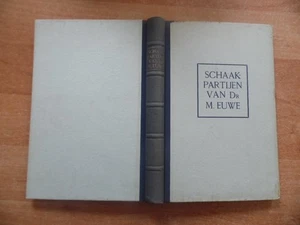 SCHAAK
PARTIJEN
VAN DR
M. EUWE